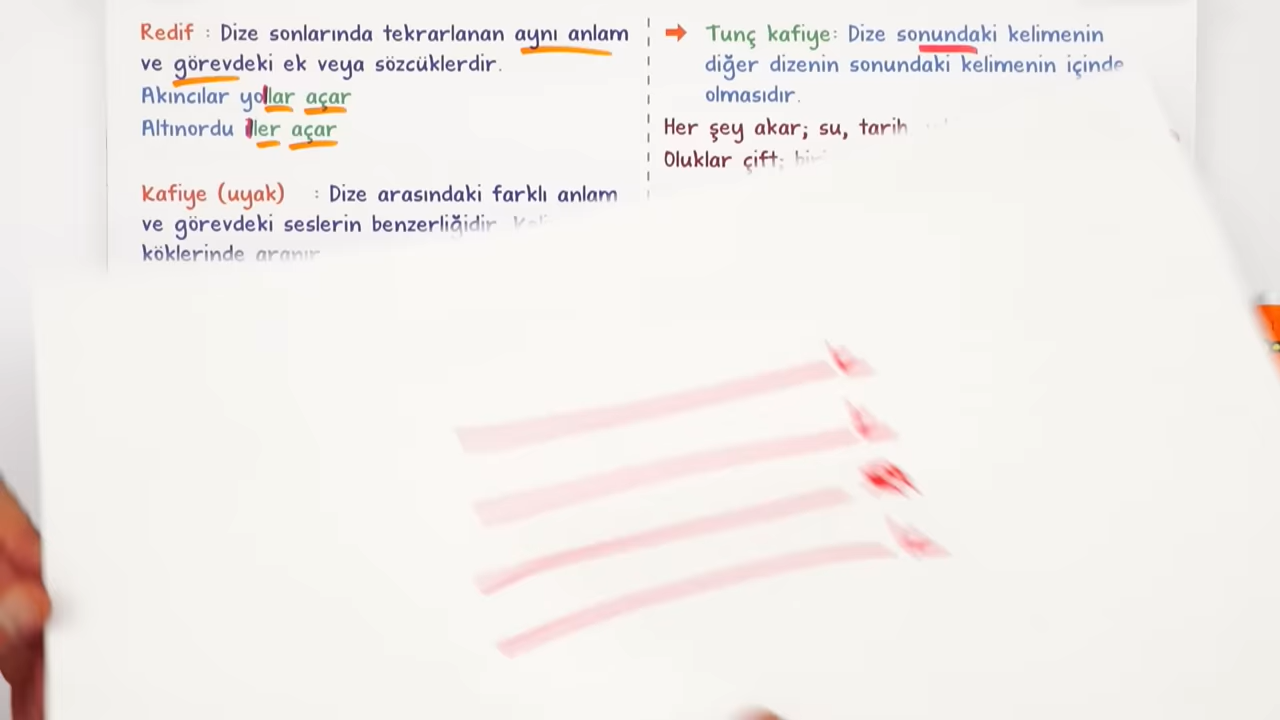 Redif : Dize sonlarında tekrarlanan aynı anlam
ve görevdeki ek veya sözcüklerdir.
Akıncılar yollar açar
Altınordu iller açar
Kafiye (uyak) : Dize arasındaki farklı anlam
ve görevdeki seslerin benzerliğidir.
köklerinde aranır
➡ Tunç kafiye: Dize sonundaki kelimenin
diğer dizenin sonundaki kelimenin içinde
olmasıdır.
Her şey akar; su, tarih
Oluklar çift;